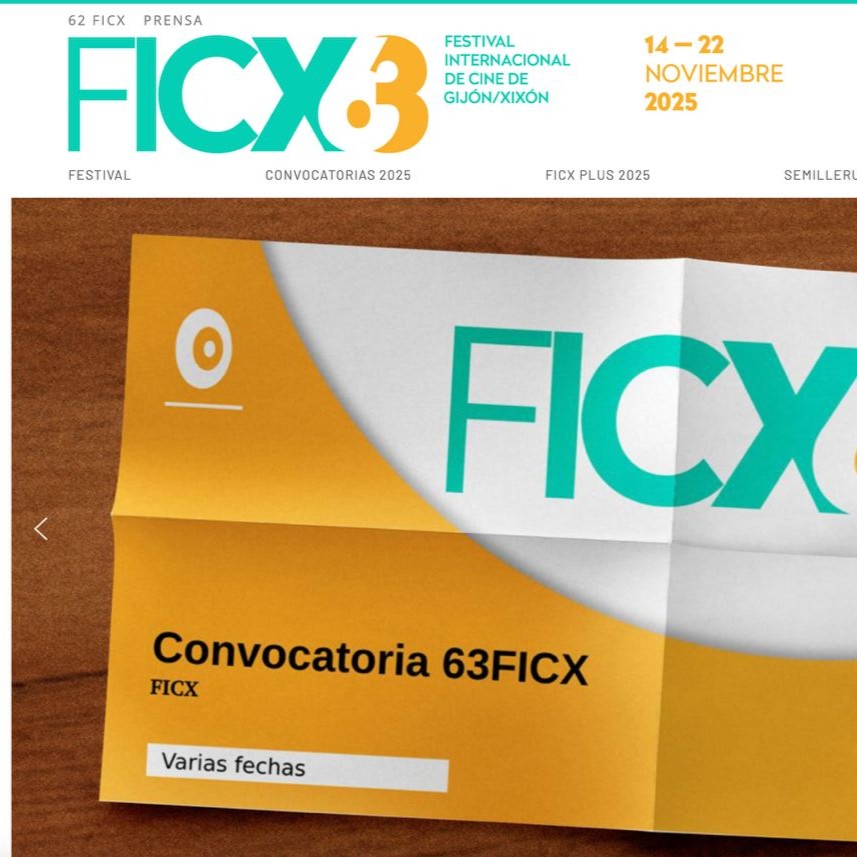 62 FICX PRENSA
FICX63
FESTIVAL
INTERNACIONAL
DE CINE DE
GIJÓN/XIXÓN
14 — 22
NOVIEMBRE
2025
FESTIVAL CONVOCATORIAS 2025 FICX PLUS 2025 SEMILLERU
FICX
Convocatoria 63FICX
FICX
Varias fechas